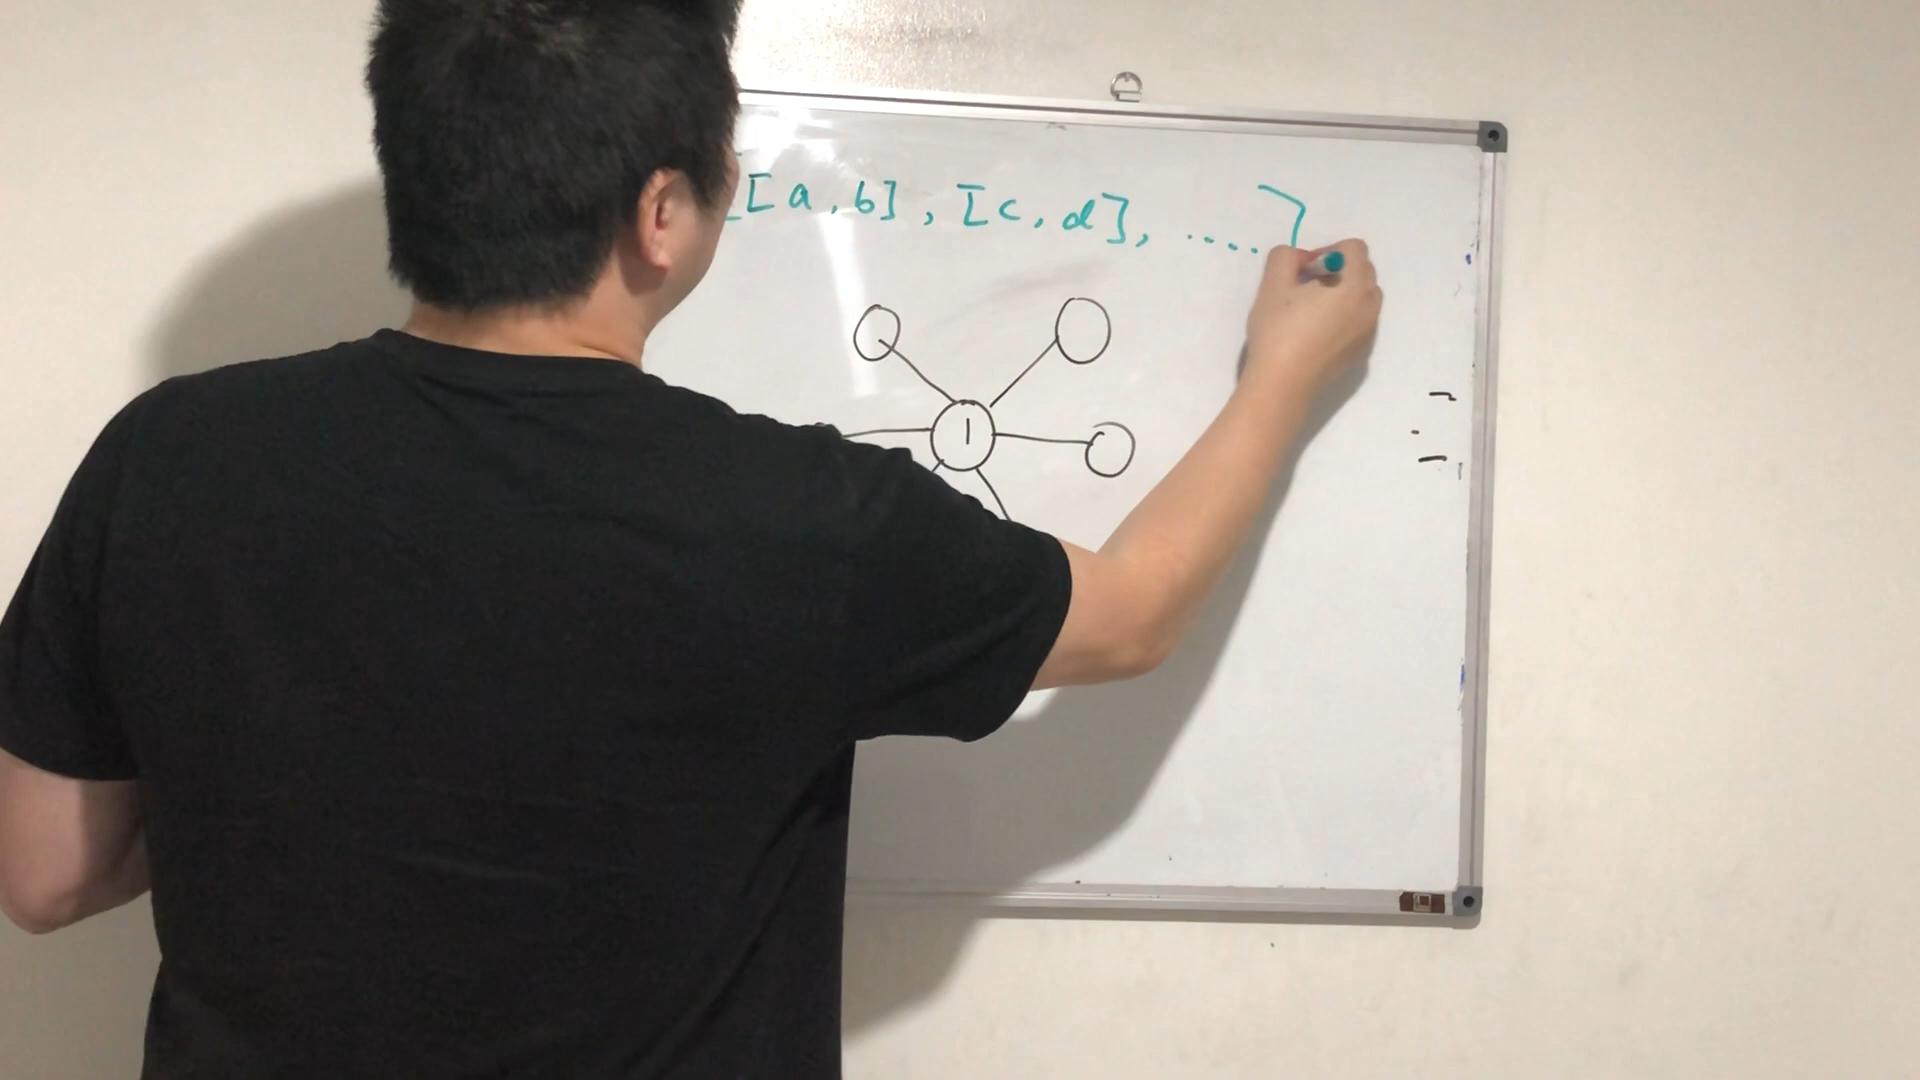 [[a,b], [c,d], .....]
1